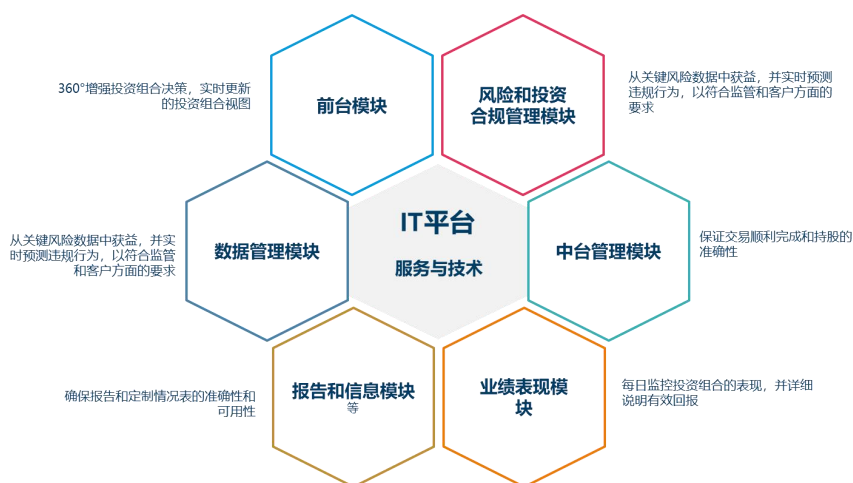 360°增强投资组合决策，实时更新
的投资组合视图
前台模块
风险和投资
合规管理模块
从关键风险数据中获益，并实时预测
违规行为，以符合监管和客户方面的
要求
从关键风险数据中获益，并实
时预测违规行为，以符合监管
和客户方面的要求
数据管理模块
IT平台
服务与技术
中台管理模块
保证交易顺利完成和持股的
准确性
确保报告和定制情况表的准确性和
可用性
报告和信息模块
等
业绩表现模
块
每日监控投资组合的表现，并详细
说明有效回报